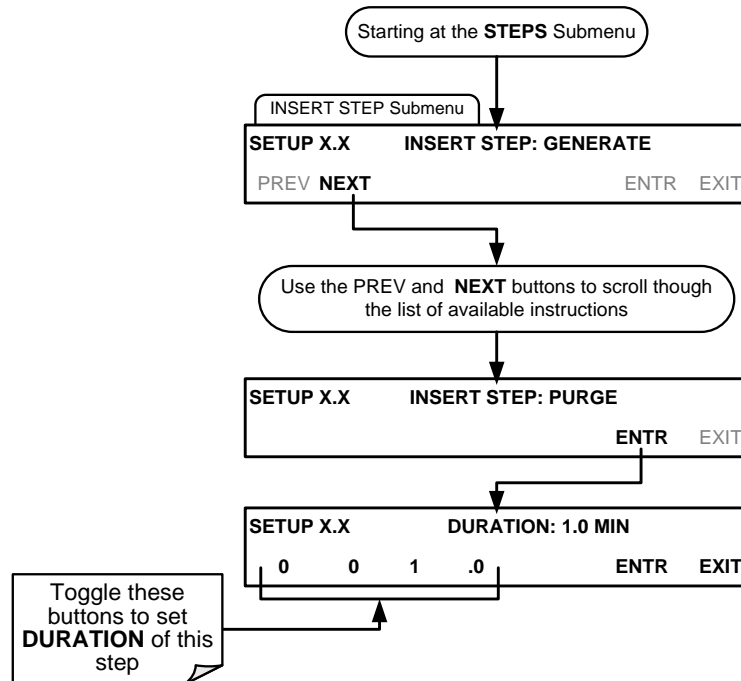 Starting at the STEPS Submenu
INSERT STEP Submenu
SETUP X.X INSERT STEP: GENERATE
PREV NEXT ENTR EXIT
Use the PREV and NEXT buttons to scroll though
the list of available instructions
SETUP X.X INSERT STEP: PURGE
ENTR EXIT
SETUP X.X DURATION: 1.0 MIN
0 0 1 .0 ENTR EXIT
Toggle these
buttons to set
DURATION of this
step